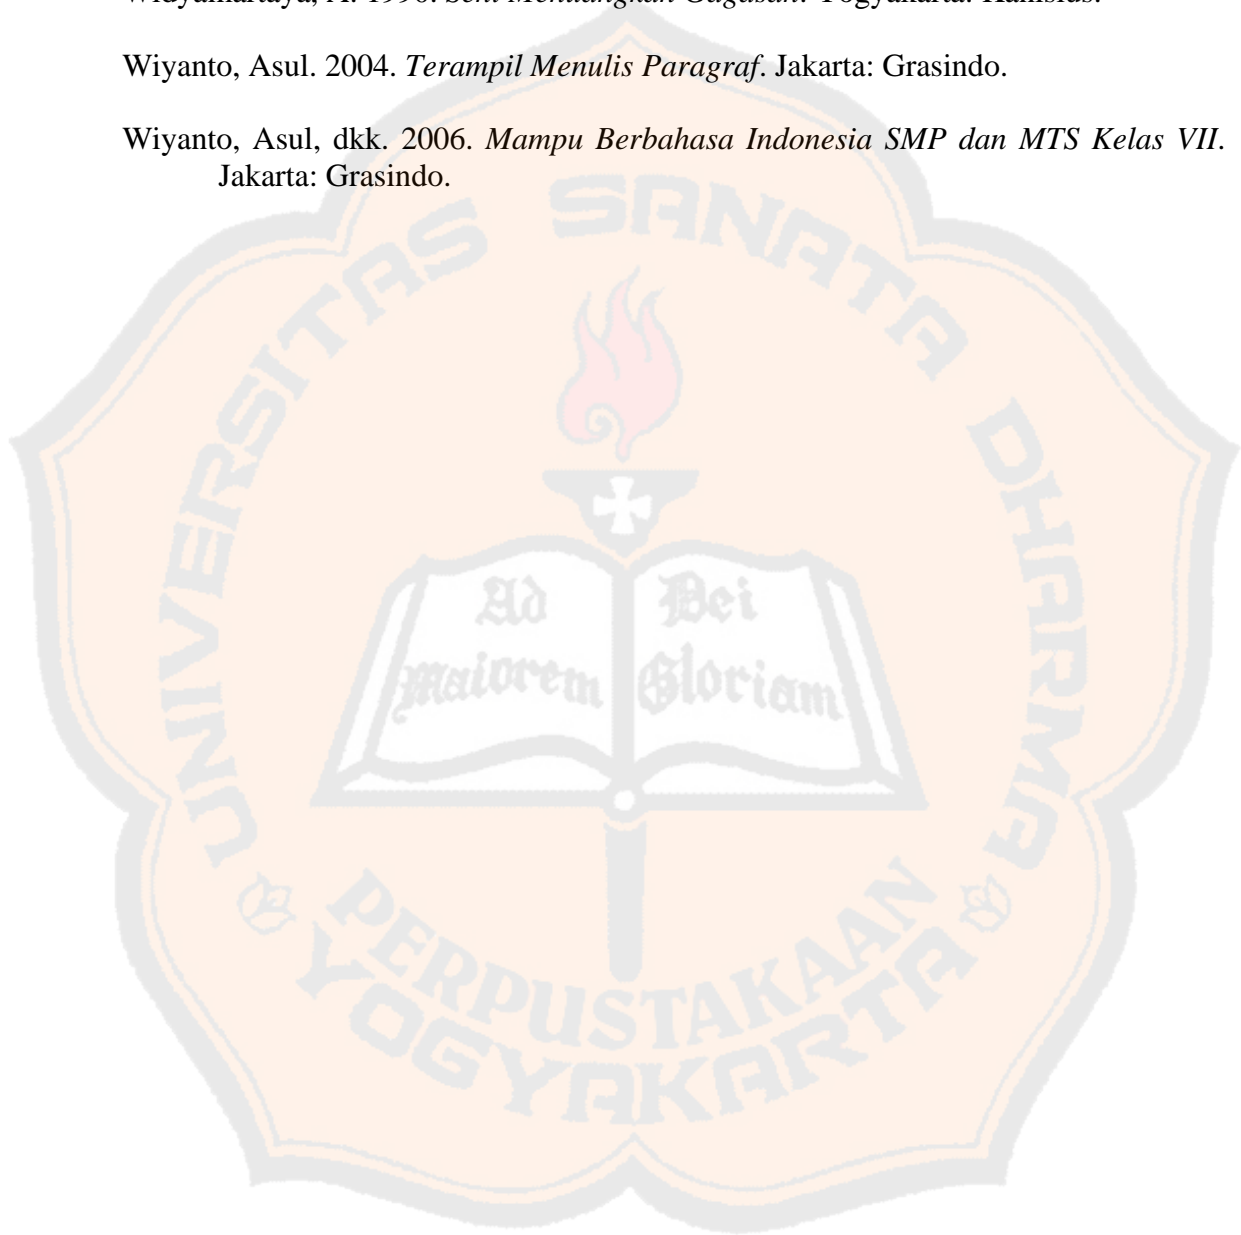 Wiyanto, Asul. 2004. Terampil Menulis Paragraf. Jakarta: Grasindo.
Wiyanto, Asul, dkk. 2006. Mampu Berbahasa Indonesia SMP dan MTS Kelas VII.
Jakarta: Grasindo.
UNIVERSITAS SANATA DHARMA
Ad Dei
Maiorem Gloriam
PERPUSTAKAAN
YOGYAKARTA